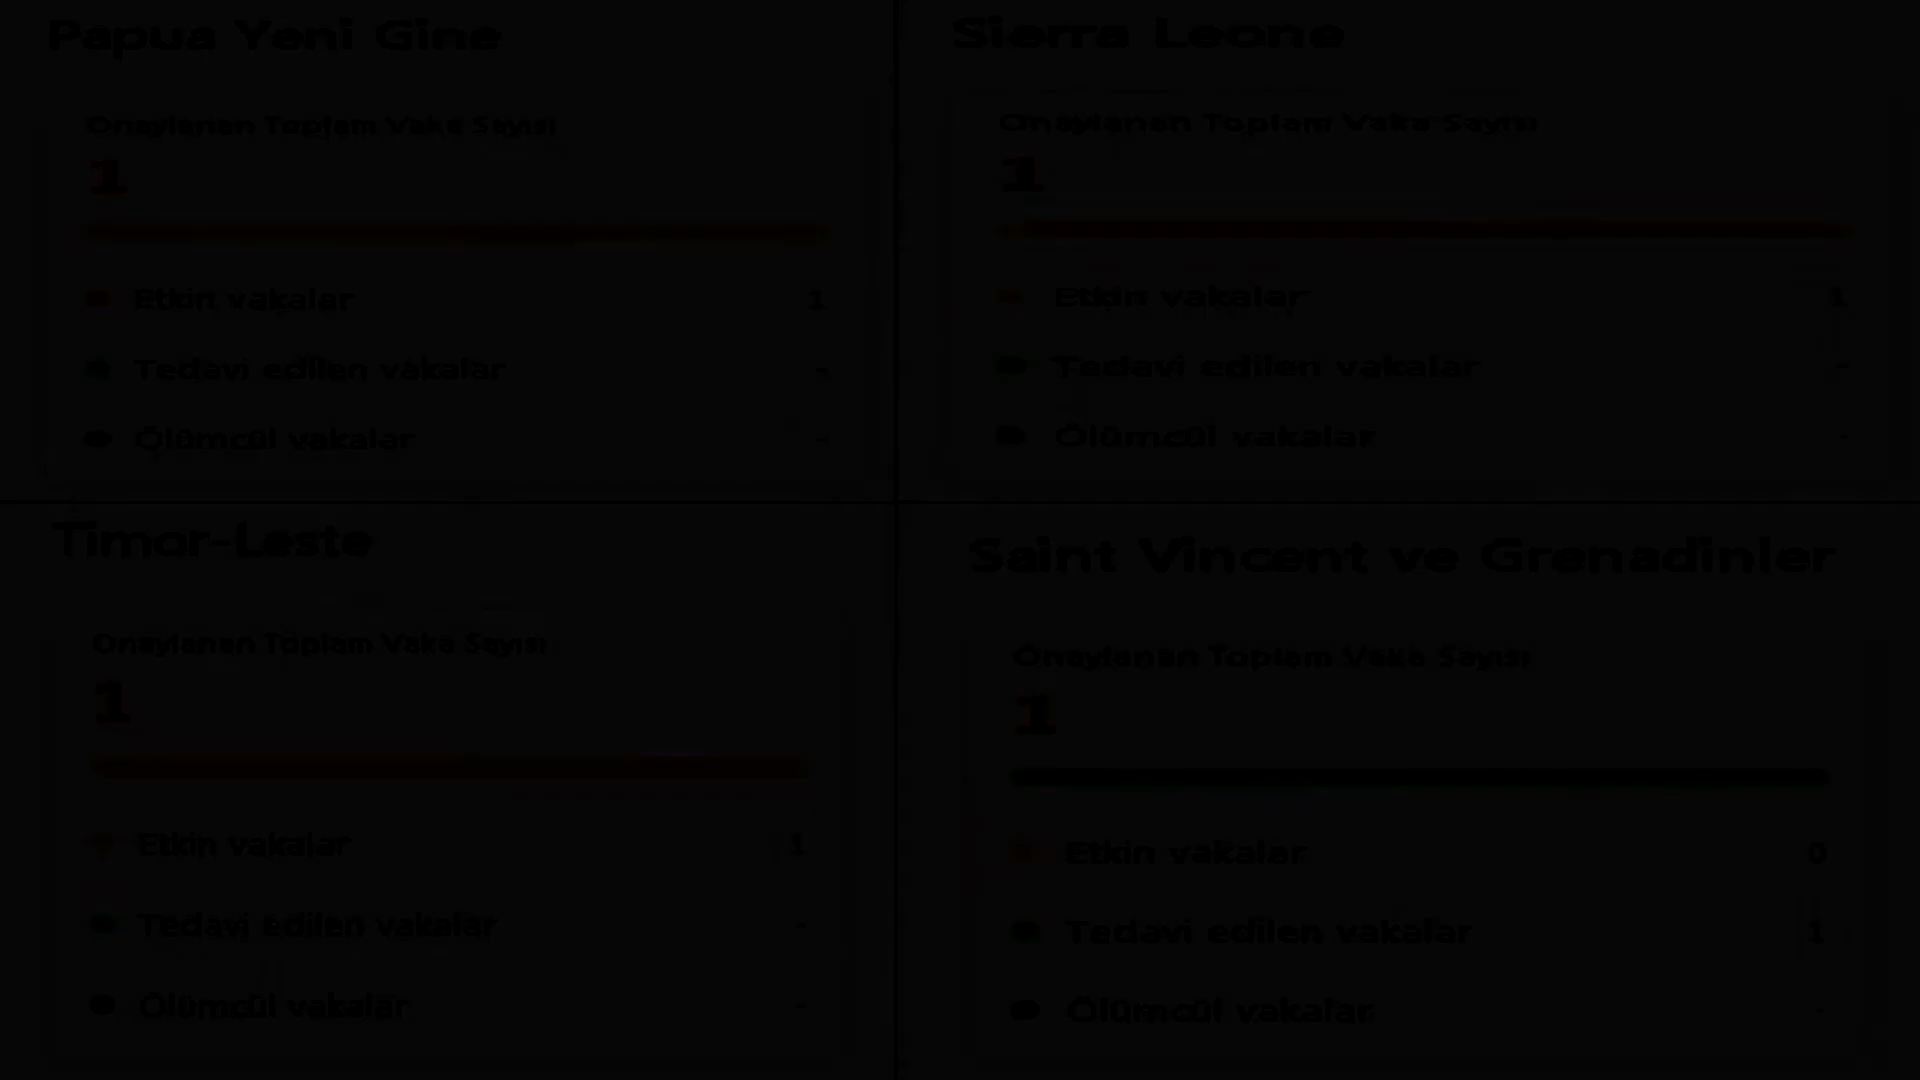 Papua Yeni Gine
Onaylanan Toplam Vaka Sayısı
1
Etkin vakalar 1
Tedavi edilen vakalar -
Ölümcül vakalar -
Sierra Leone
Onaylanan Toplam Vaka Sayısı
1
Etkin vakalar 1
Tedavi edilen vakalar -
Ölümcül vakalar -
Timor-Leste
Onaylanan Toplam Vaka Sayısı
1
Etkin vakalar 1
Tedavi edilen vakalar -
Ölümcül vakalar -
Saint Vincent ve Grenadinler
Onaylanan Toplam Vaka Sayısı
1
Etkin vakalar 0
Tedavi edilen vakalar 1
Ölümcül vakalar -